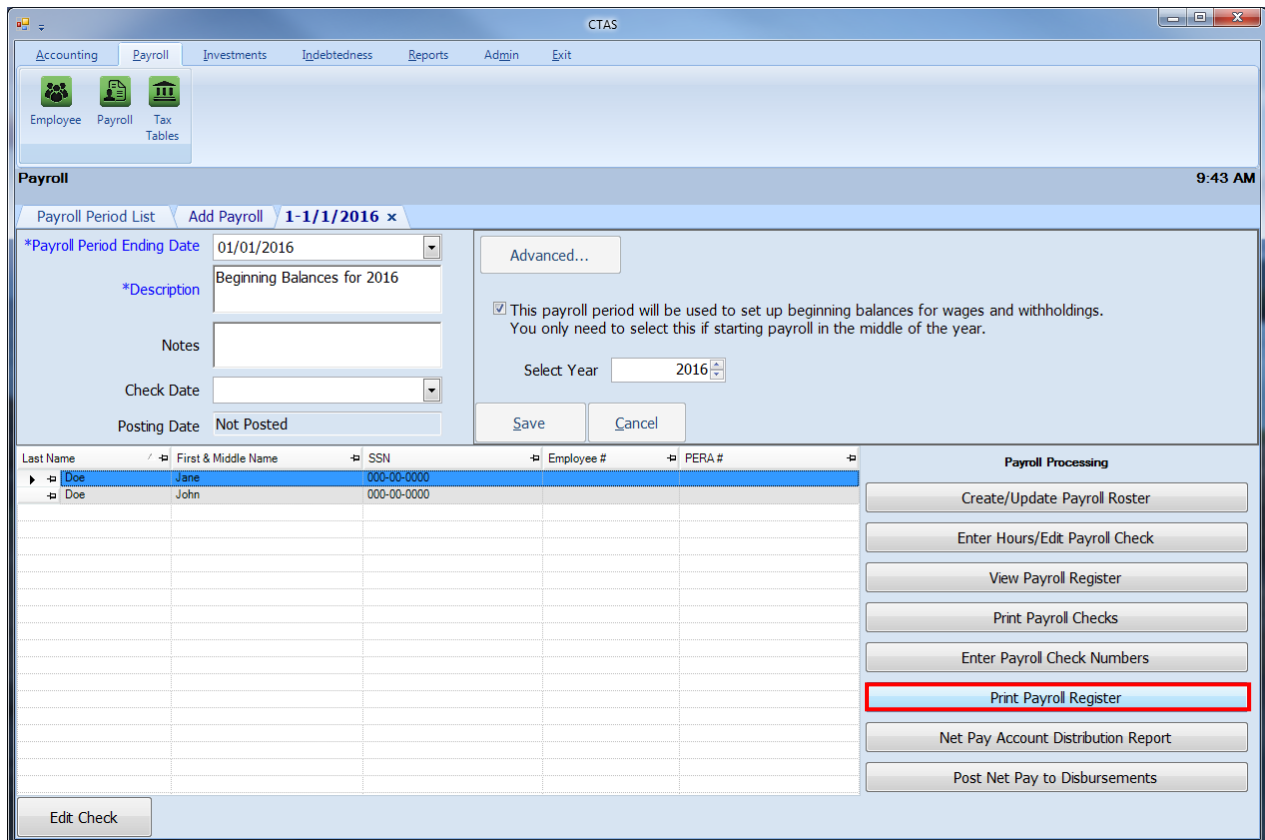 CTAS
Accounting Payroll Investments Indebtedness Reports Admin Exit
Employee Payroll Tax
Tables
Payroll 9:43 AM
Payroll Period List Add Payroll 1-1/1/2016 ×
*Payroll Period Ending Date 01/01/2016
*Description Beginning Balances for 2016
Notes
Check Date
Posting Date Not Posted
Advanced...
This payroll period will be used to set up beginning balances for wages and withholdings.
You only need to select this if starting payroll in the middle of the year.
Select Year 2016
Save Cancel
Last Name First & Middle Name SSN Employee # PERA #
Doe Jane 000-00-0000
Doe John 000-00-0000
Payroll Processing
Create/Update Payroll Roster
Enter Hours/Edit Payroll Check
View Payroll Register
Print Payroll Checks
Enter Payroll Check Numbers
Print Payroll Register
Net Pay Account Distribution Report
Post Net Pay to Disbursements
Edit Check